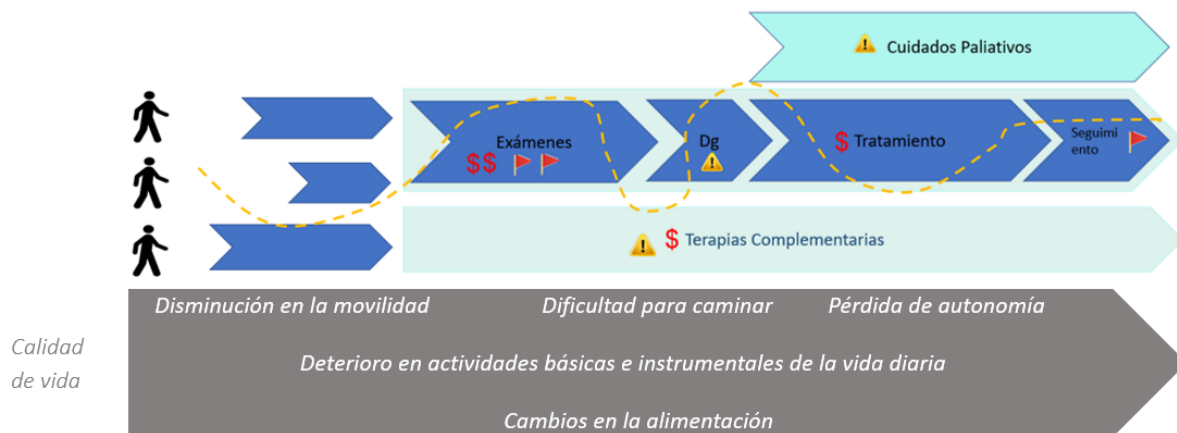 Cuidados Paliativos
Exámenes
$$
Dg
$ Tratamiento
Seguimi
ento
$ Terapias Complementarias
Disminución en la movilidad
Dificultad para caminar
Pérdida de autonomía
Calidad
de vida
Deterioro en actividades básicas e instrumentales de la vida diaria
Cambios en la alimentación